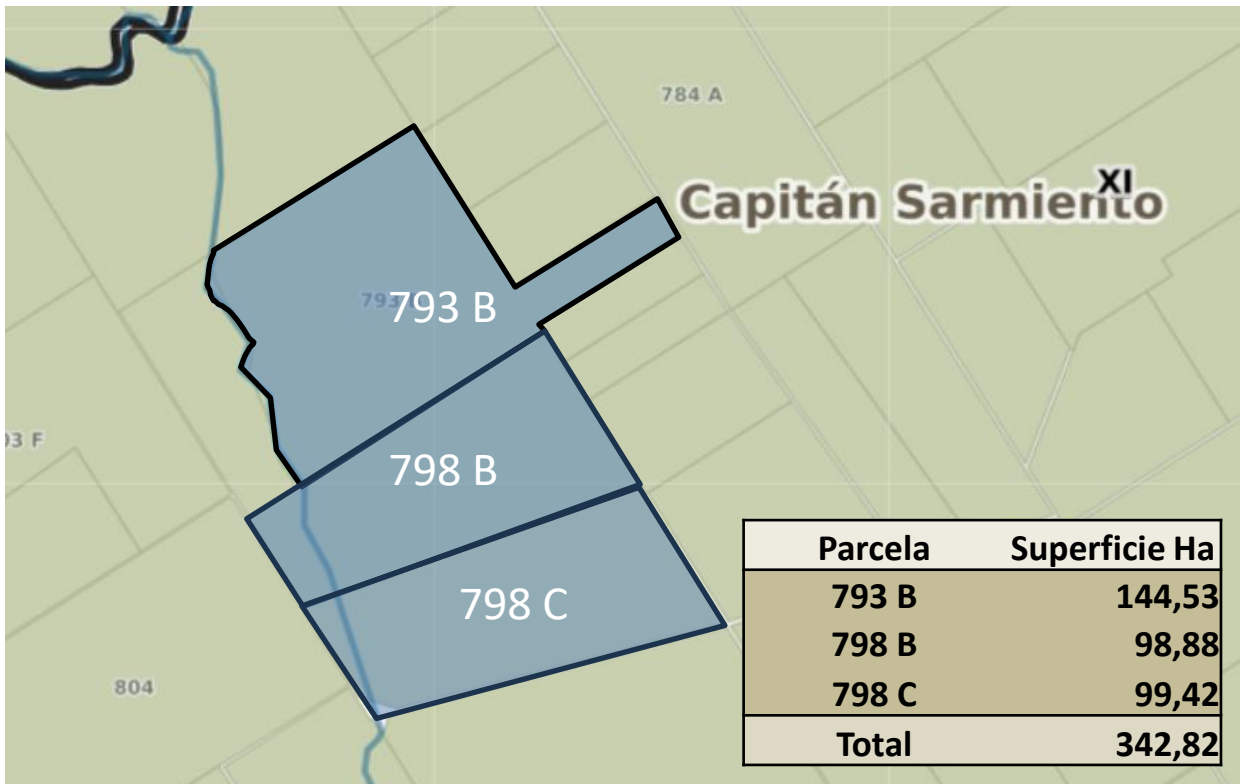 784 A
XI
Capitán Sarmiento
793 B
798 B
03 F
798 C
804
Parcela Superficie Ha
793 B 144,53
798 B 98,88
798 C 99,42
Total 342,82